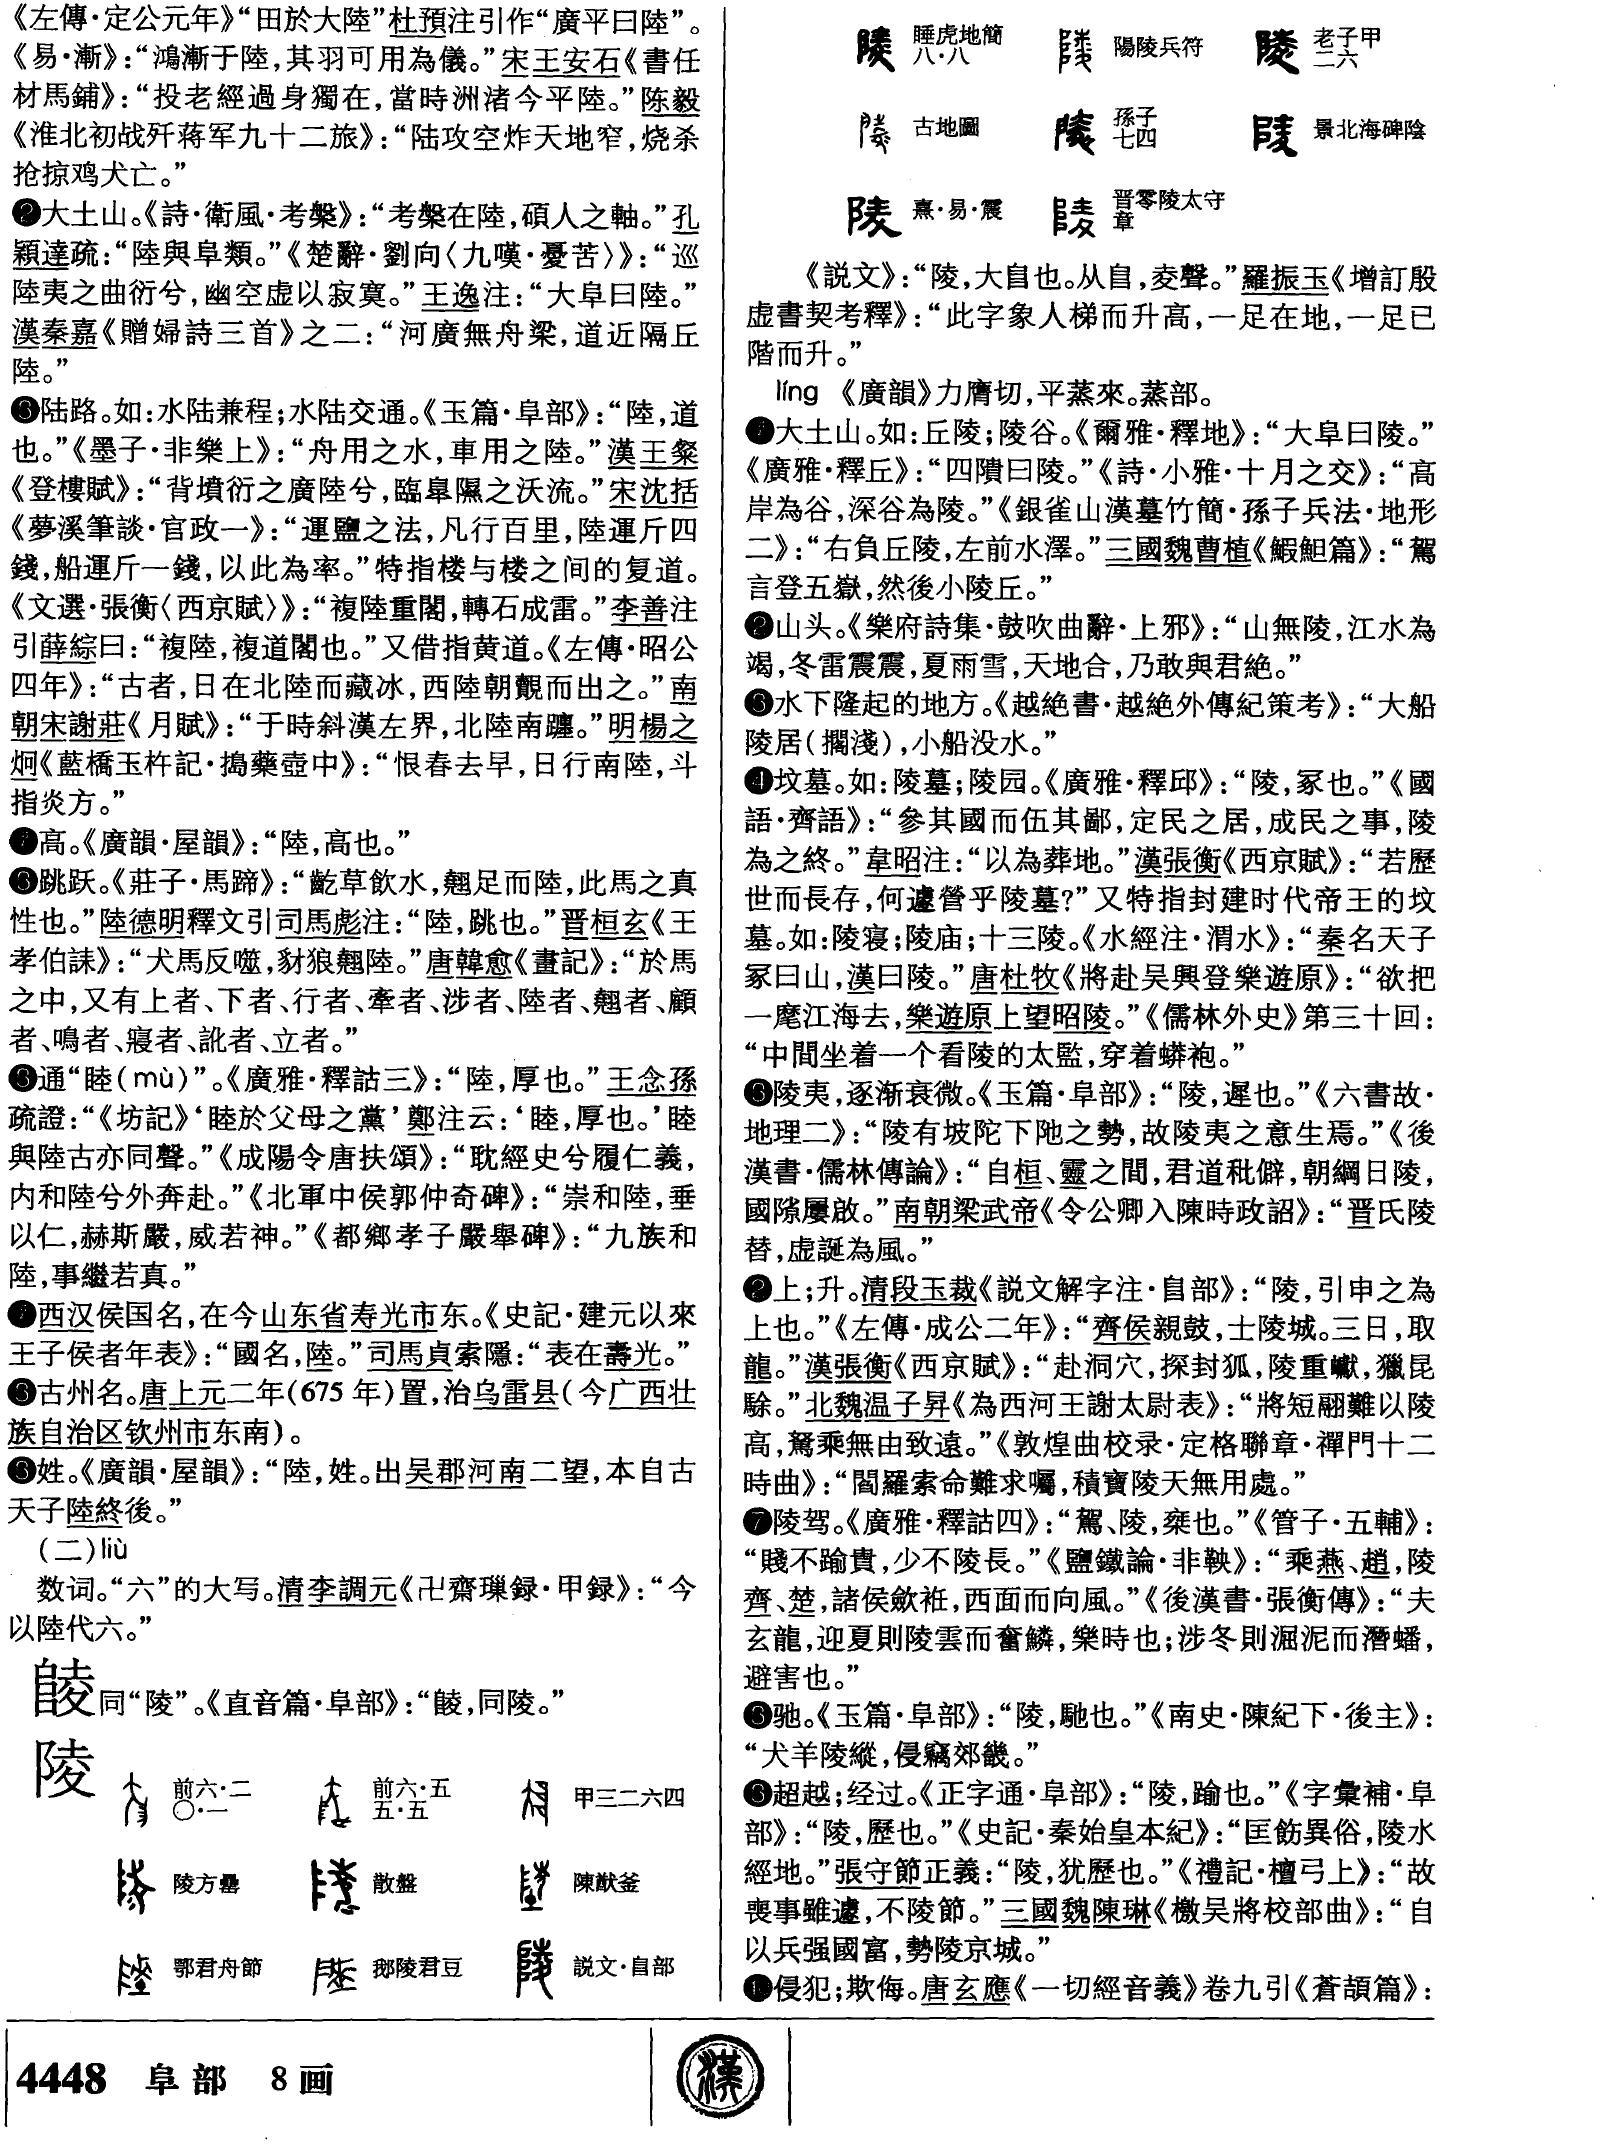 《左傳·定公元年》“田於大陸”杜預注引作“廣平曰陸”。
《易·漸》：“鴻漸于陸，其羽可用為儀。”宋王安石《書任
材馬鋪》：“投老經過身獨在，當時洲渚今平陸。”陈毅
《淮北初战歼蒋军九十二旅》：“陆攻空炸天地窄，烧杀
抢掠鸡犬亡。”
❷大土山。《詩·衛風·考槃》：“考槃在陸，碩人之軸。”孔
穎達疏：“陸與阜類。”《楚辭·劉向〈九嘆·憂苦〉》：“巡
陸夷之曲衍兮，幽空虚以寂寞。”王逸注：“大阜曰陸。”
漢秦嘉《贈婦詩三首》之二：“河廣無舟梁，道近隔丘
陸。”
❸陆路。如：水陆兼程；水陆交通。《玉篇·阜部》：“陸，道
也。”《墨子·非樂上》：“舟用之水，車用之陸。”漢王粲
《登樓賦》：“背墳衍之廣陸兮，臨臯隰之沃流。”宋沈括
《夢溪筆談·官政一》：“運鹽之法，凡行百里，陸運斤四
錢，船運斤一錢，以此為率。”特指楼与楼之间的复道。
《文選·張衡〈西京賦〉》：“複陸重閣，轉石成雷。”李善注
引薛綜曰：“複陸，複道閣也。”又借指黄道。《左傳·昭公
四年》：“古者，日在北陸而藏冰，西陸朝覿而出之。”南
朝宋謝莊《月賦》：“于時斜漢左界，北陸南躔。”明楊之
炯《藍橋玉杵記·搗藥壺中》：“恨春去早，日行南陸，斗
指炎方。”
高。《廣韻·屋韻》：“陸，高也。”
跳跃。《莊子·馬蹄》：“齕草飲水，翹足而陸，此馬之真
性也。”陸德明釋文引司馬彪注：“陸，跳也。”晋桓玄《王
孝伯誄》：“犬馬反噬，豺狼翹陸。”唐韓愈《畫記》：“於馬
之中，又有上者、下者、行者、牽者、涉者、陸者、翹者、顧
者、鳴者、寢者、訛者、立者。”
通“睦（mù）”。《廣雅·釋詁三》：“陸，厚也。”王念孫
疏證：“《坊記》‘睦於父母之黨’鄭注云：‘睦，厚也。’睦
與陸古亦同聲。”《成陽令唐扶頌》：“耽經史兮履仁義，
内和陸兮外奔赴。”《北軍中侯郭仲奇碑》：“崇和陸，垂
以仁，赫斯嚴，威若神。”《都鄉孝子嚴舉碑》：“九族和
陸，事繼若真。”
西汉侯国名，在今山东省寿光市东。《史記·建元以來
王子侯者年表》：“國名，陸。”司馬貞索隱：“表在壽光。”
古州名。唐上元二年（675年）置，治乌雷县（今广西壮
族自治区钦州市东南）。
姓。《廣韻·屋韻》：“陸，姓。出吴郡河南二望，本自古
天子陸終後。”
（二）liù
数词。“六”的大写。清李調元《卍齋璅録·甲録》：“今
以陸代六。”
同“陵”。《直音篇·阜部》：“，同陵。”
陵
前六·二〇·一 前六·五五·五 甲三二六四
陵方罍 散盤 陳猷釜
鄂君舟節 鄝陵君豆 説文·𨸏部
睡虎地簡八·八 陽陵兵符 老子甲二六
古地圖 孫子七四 景北海碑陰
熹·易·震 晋零陵太守章
《説文》：“陵，大𨸏也。从𨸏，夌聲。”羅振玉《增訂殷
虚書契考釋》：“此字象人梯而升高，一足在地，一足已
階而升。”
líng 《廣韻》力膺切，平蒸來。蒸部。
❶大土山。如：丘陵；陵谷。《爾雅·釋地》：“大阜曰陵。”
《廣雅·釋丘》：“四隤曰陵。”《詩·小雅·十月之交》：“高
岸為谷，深谷為陵。”《銀雀山漢墓竹簡·孫子兵法·地形
二》：“右負丘陵，左前水澤。”三國魏曹植《鰕䱇篇》：“駕
言登五嶽，然後小陵丘。”
❷山头。《樂府詩集·鼓吹曲辭·上邪》：“山無陵，江水為
竭，冬雷震震，夏雨雪，天地合，乃敢與君絶。”
❸水下隆起的地方。《越絶書·越絶外傳紀策考》：“大船
陵居（擱淺），小船没水。”
❹坟墓。如：陵墓；陵园。《廣雅·釋邱》：“陵，冢也。”《國
語·齊語》：“參其國而伍其鄙，定民之居，成民之事，陵
為之終。”韋昭注：“以為葬地。”漢張衡《西京賦》：“若歷
世而長存，何遽營乎陵墓？”又特指封建时代帝王的坟
墓。如：陵寝；陵庙；十三陵。《水經注·渭水》：“秦名天子
冢曰山，漢曰陵。”唐杜牧《將赴吴興登樂遊原》：“欲把
一麾江海去，樂遊原上望昭陵。”《儒林外史》第三十回：
“中間坐着一个看陵的太監，穿着蟒袍。”
陵夷，逐渐衰微。《玉篇·阜部》：“陵，遲也。”《六書故·
地理二》：“陵有坡陀下阤之勢，故陵夷之意生焉。”《後
漢書·儒林傳論》：“自桓、靈之間，君道秕僻，朝綱日陵，
國隙屢啟。”南朝梁武帝《令公卿入陳時政詔》：“晋氏陵
替，虚誕為風。”
上；升。清段玉裁《説文解字注·𨸏部》：“陵，引申之為
上也。”《左傳·成公二年》：“齊侯親鼓，士陵城。三日，取
龍。”漢張衡《西京賦》：“赴洞穴，探封狐，陵重巘，獵昆
駼。”北魏温子昇《為西河王謝太尉表》：“將短翮難以陵
高，駑乘無由致遠。”《敦煌曲校录·定格聯章·禪門十二
時曲》：“閻羅索命難求囑，積寶陵天無用處。”
❼陵驾。《廣雅·釋詁四》：“駕、陵，椉也。”《管子·五輔》：
“賤不踰貴，少不陵長。”《鹽鐵論·非鞅》：“乘燕、趙，陵
齊、楚，諸侯斂衽，西面而向風。”《後漢書·張衡傳》：“夫
玄龍，迎夏則陵雲而奮鱗，樂時也；涉冬則淈泥而潛蟠，
避害也。”
驰。《玉篇·阜部》：“陵，馳也。”《南史·陳紀下·後主》：
“犬羊陵縱，侵竊郊畿。”
超越；经过。《正字通·阜部》：“陵，踰也。”《字彙補·阜
部》：“陵，歷也。”《史記·秦始皇本紀》：“匡飭異俗，陵水
經地。”張守節正義：“陵，犹歷也。”《禮記·檀弓上》：“故
喪事雖遽，不陵節。”三國魏陳琳《檄吴將校部曲》：“自
以兵强國富，勢陵京城。”
侵犯；欺侮。唐玄應《一切經音義》卷九引《蒼頡篇》：
4448 阜部 8画
漢